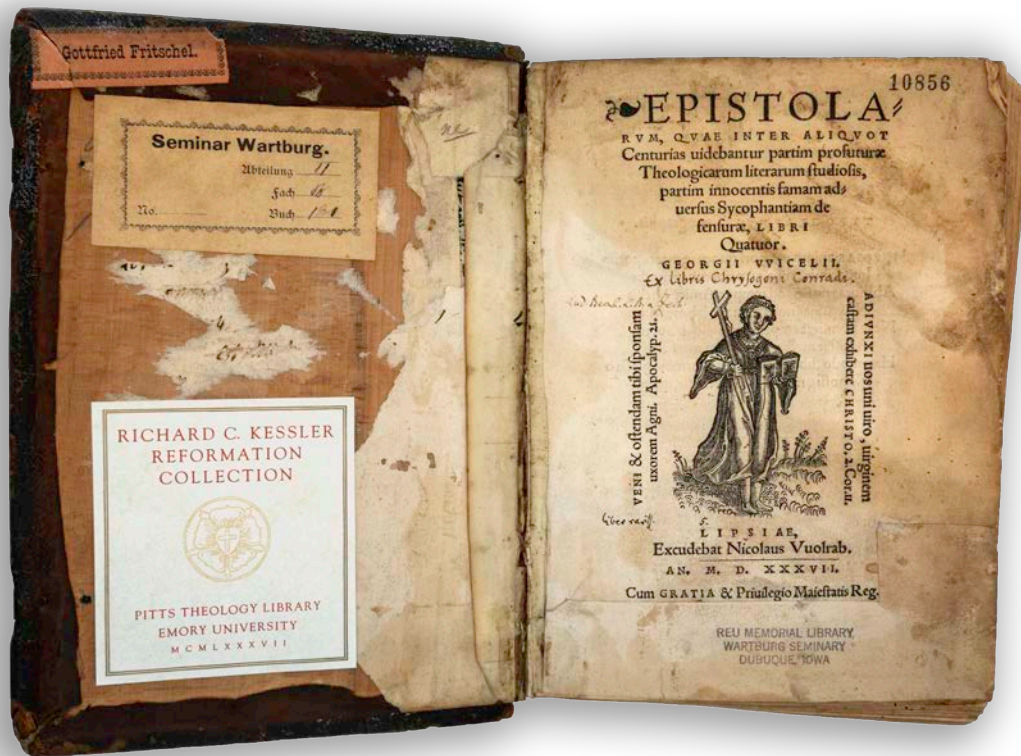 Gottfried Fritschel.
Seminar Wartburg.
Abteilung II
Fach
No. Buch
RICHARD C. KESSLER
REFORMATION
COLLECTION
PITTS THEOLOGY LIBRARY
EMORY UNIVERSITY
MCMLXXXVII
10856
EPISTOLA⸗
RVM, QVAE INTER ALIQVOT
Centurias uidebantur partim profuturæ
Theologicarum literarum ſtudioſis,
partim innocentis famam ad⸗
uerſus Sycophantiam de
fenſuræ, LIBRI
Quatuor.
GEORGII VVICELII.
Ex libris Chryſogoni Conradi.
VENI & oſtendam tibi ſponſam
uxorem Agni. Apocalyp. 21.
ADIVNXI uos uni uiro, uirginem
caſtam exhibere CHRISTO, 2. Cor. 11.
liber
LIPSIAE,
Excudebat Nicolaus Vuolrab.
AN. M. D. XXXVII.
Cum GRATIA & Priuilegio Maieſtatis Reg.
REU MEMORIAL LIBRARY
WARTBURG SEMINARY
DUBUQUE, IOWA